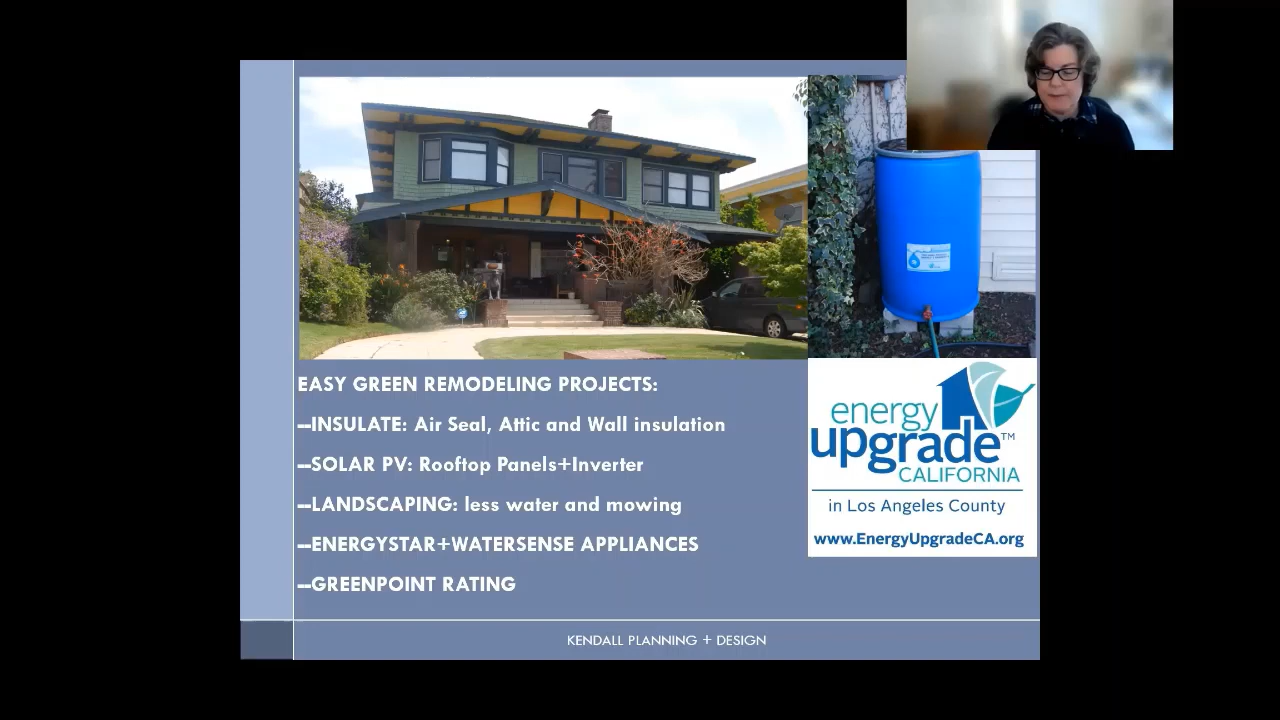 EASY GREEN REMODELING PROJECTS:
--INSULATE: Air Seal, Attic and Wall insulation
--SOLAR PV: Rooftop Panels+Inverter
--LANDSCAPING: less water and mowing
--ENERGYSTAR+WATERSENSE APPLIANCES
--GREENPOINT RATING
energy
upgrade™
CALIFORNIA
in Los Angeles County
www.EnergyUpgradeCA.org
KENDALL PLANNING + DESIGN